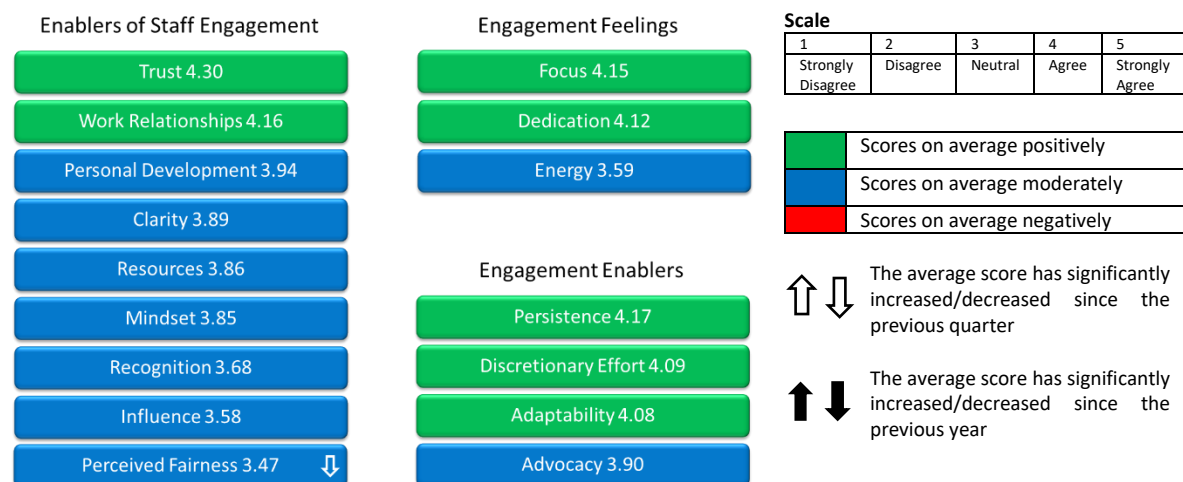 Enablers of Staff Engagement
Trust 4.30
Work Relationships 4.16
Personal Development 3.94
Clarity 3.89
Resources 3.86
Mindset 3.85
Recognition 3.68
Influence 3.58
Perceived Fairness 3.47
Engagement Feelings
Focus 4.15
Dedication 4.12
Energy 3.59
Engagement Enablers
Persistence 4.17
Discretionary Effort 4.09
Adaptability 4.08
Advocacy 3.90
Scale
1 2 3 4 5
Strongly Disagree Neutral Agree Strongly
Disagree Agree
Scores on average positively
Scores on average moderately
Scores on average negatively
The average score has significantly
increased/decreased since the
previous quarter
The average score has significantly
increased/decreased since the
previous year